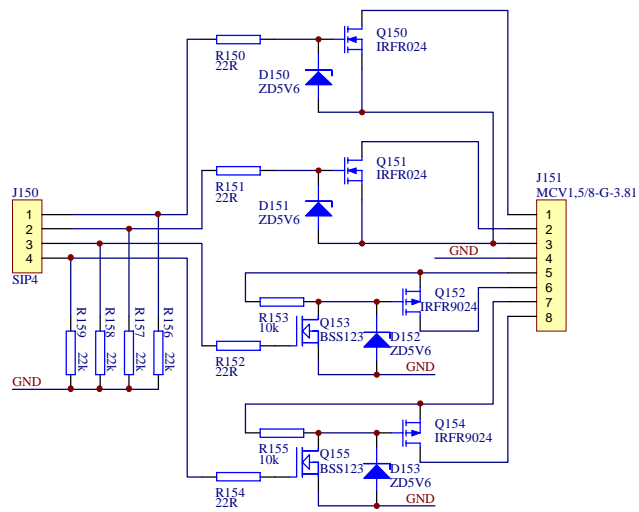 Q150
IRFR024
R150
22R
D150
ZD5V6
Q151
IRFR024
R151
22R
D151
ZD5V6
J150
1
2
3
4
SIP4
J151
MCV1,5/8-G-3.81
1
2
3
4
5
6
7
8
GND
Q152
IRFR9024
R153
10k
Q153
BSS123
D152
ZD5V6
R152
22R
GND
R159
22k
R158
22k
R157
22k
R156
22k
GND
Q154
IRFR9024
R155
10k
Q155
BSS123
D153
ZD5V6
R154
22R
GND